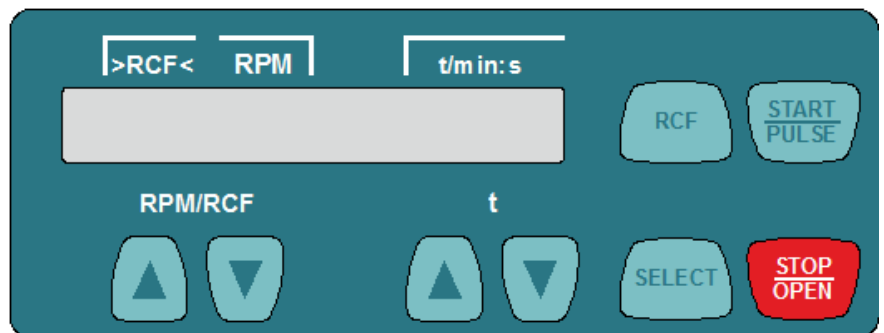 >RCF< RPM t/min:s
RCF
START
PULSE
RPM/RCF t
SELECT
STOP
OPEN